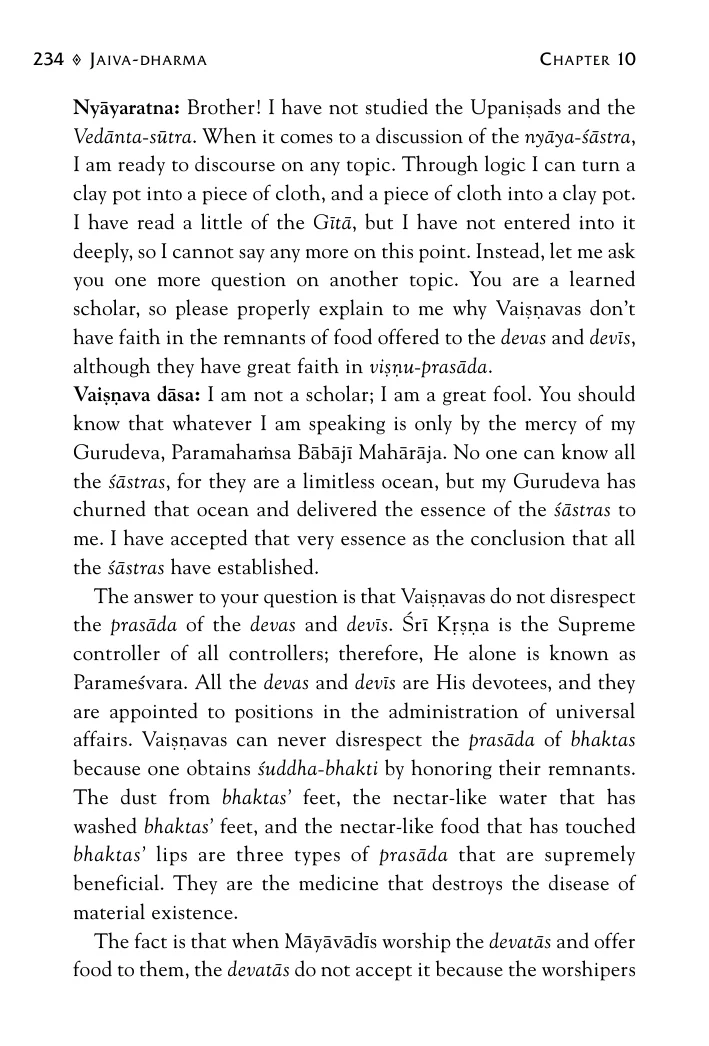 234 ◊ JAIVA-DHARMA CHAPTER 10
Nyāyaratna: Brother! I have not studied the Upaniṣads and the
Vedānta-sūtra. When it comes to a discussion of the nyāya-śāstra,
I am ready to discourse on any topic. Through logic I can turn a
clay pot into a piece of cloth, and a piece of cloth into a clay pot.
I have read a little of the Gītā, but I have not entered into it
deeply, so I cannot say any more on this point. Instead, let me ask
you one more question on another topic. You are a learned
scholar, so please properly explain to me why Vaiṣṇavas don’t
have faith in the remnants of food offered to the devas and devīs,
although they have great faith in viṣṇu-prasāda.
Vaiṣṇava dāsa: I am not a scholar; I am a great fool. You should
know that whatever I am speaking is only by the mercy of my
Gurudeva, Paramahaṁsa Bābājī Mahārāja. No one can know all
the śāstras, for they are a limitless ocean, but my Gurudeva has
churned that ocean and delivered the essence of the śāstras to
me. I have accepted that very essence as the conclusion that all
the śāstras have established.
The answer to your question is that Vaiṣṇavas do not disrespect
the prasāda of the devas and devīs. Śrī Kṛṣṇa is the Supreme
controller of all controllers; therefore, He alone is known as
Parameśvara. All the devas and devīs are His devotees, and they
are appointed to positions in the administration of universal
affairs. Vaiṣṇavas can never disrespect the prasāda of bhaktas
because one obtains śuddha-bhakti by honoring their remnants.
The dust from bhaktas’ feet, the nectar-like water that has
washed bhaktas’ feet, and the nectar-like food that has touched
bhaktas’ lips are three types of prasāda that are supremely
beneficial. They are the medicine that destroys the disease of
material existence.
The fact is that when Māyāvādīs worship the devatās and offer
food to them, the devatās do not accept it because the worshipers